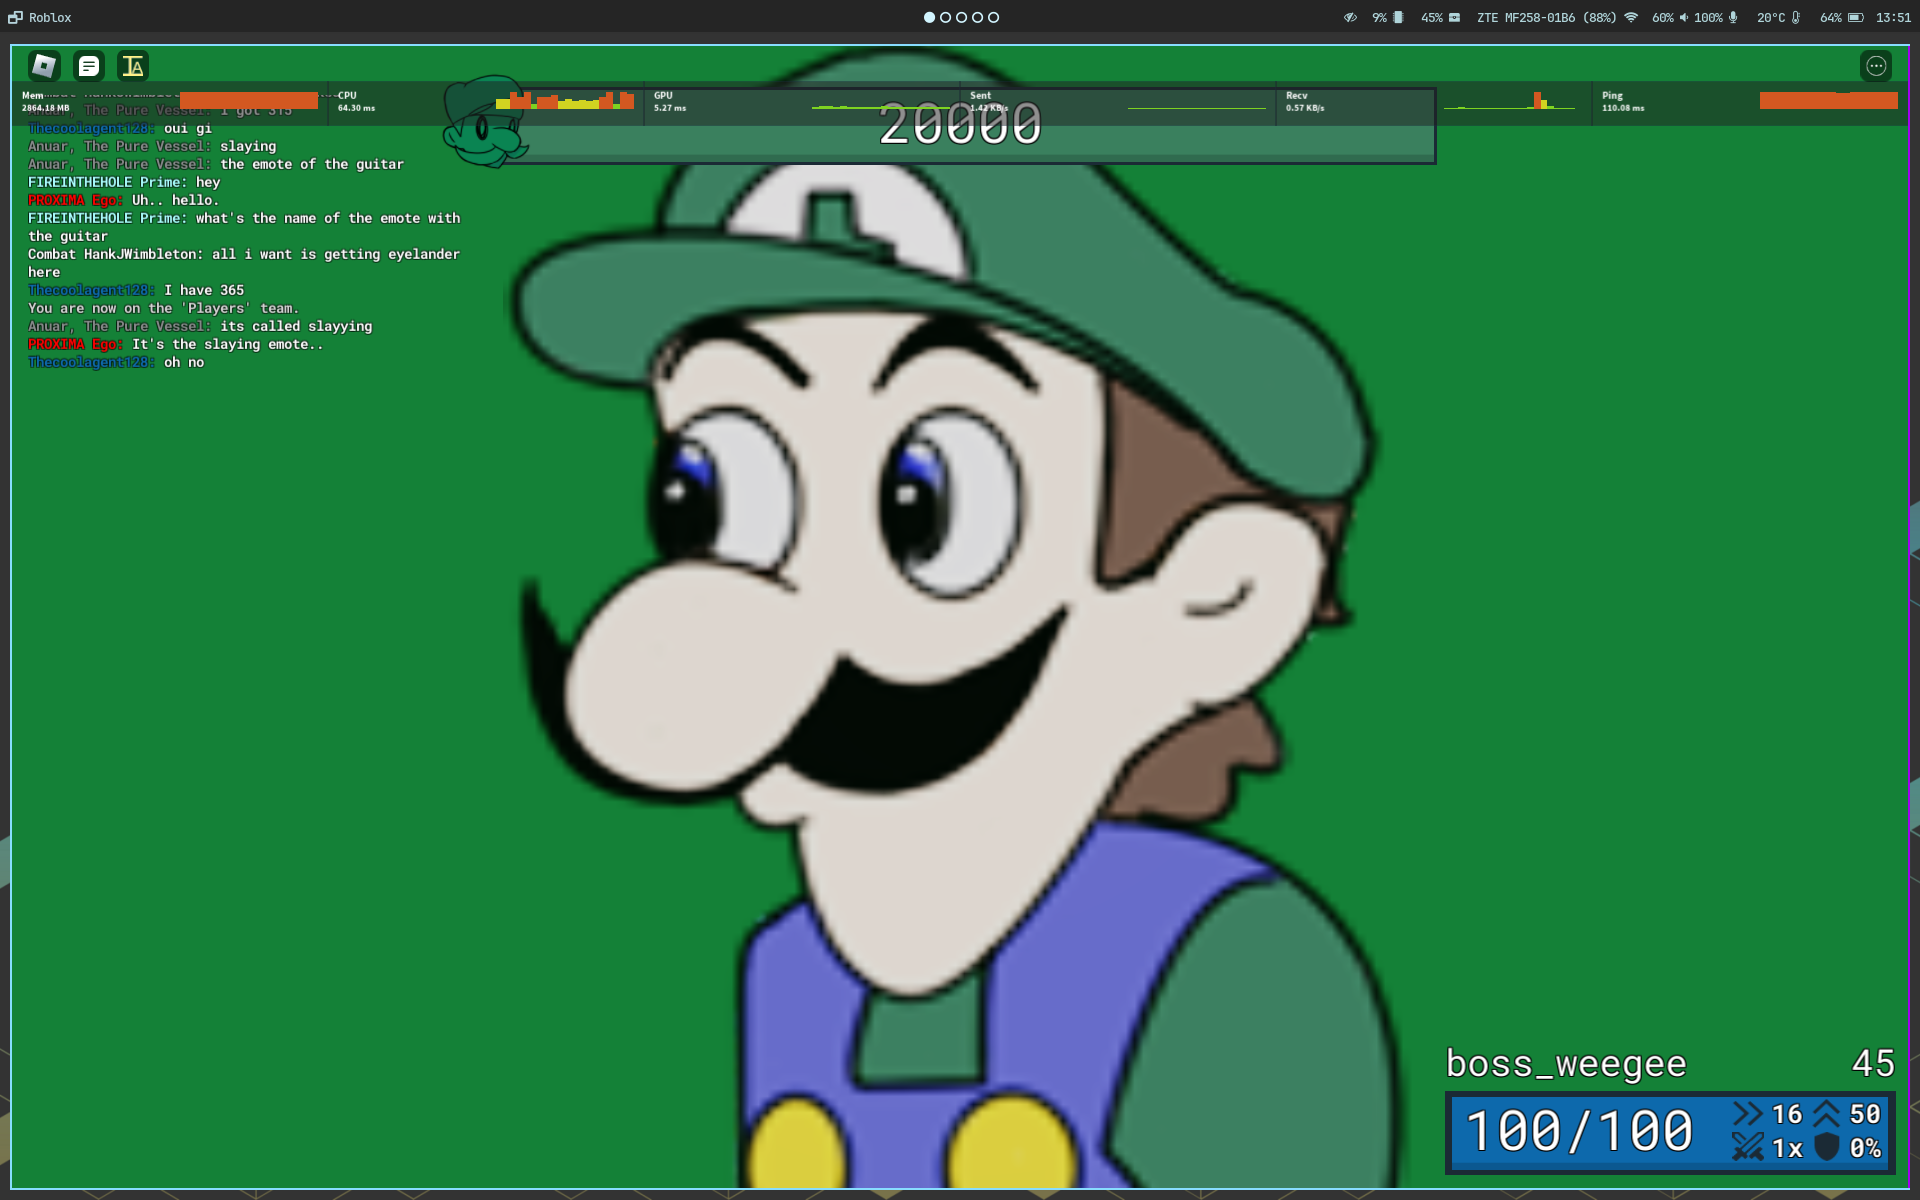 Roblox
9% 45% ZTE MF258-01B6 (88%) 60% 100% 20°C 64% 13:51
Mem CPU GPU Sent Recv Ping
2864.18 MB 64.30 ms 5.27 ms 1.42 KB/s 0.57 KB/s 110.08 ms
20000
Anuar, The Pure Vessel: i got 315
Thecoolagent128: oui gi
Anuar, The Pure Vessel: slaying
Anuar, The Pure Vessel: the emote of the guitar
FIREINTHEHOLE Prime: hey
PROXIMA Ego: Uh.. hello.
FIREINTHEHOLE Prime: what's the name of the emote with
the guitar
Combat HankJWimbleton: all i want is getting eyelander
here
Thecoolagent128: I have 365
You are now on the 'Players' team.
Anuar, The Pure Vessel: its called slayying
PROXIMA Ego: It's the slaying emote..
Thecoolagent128: oh no
boss_weegee 45
100/100 16 50
1x 0%